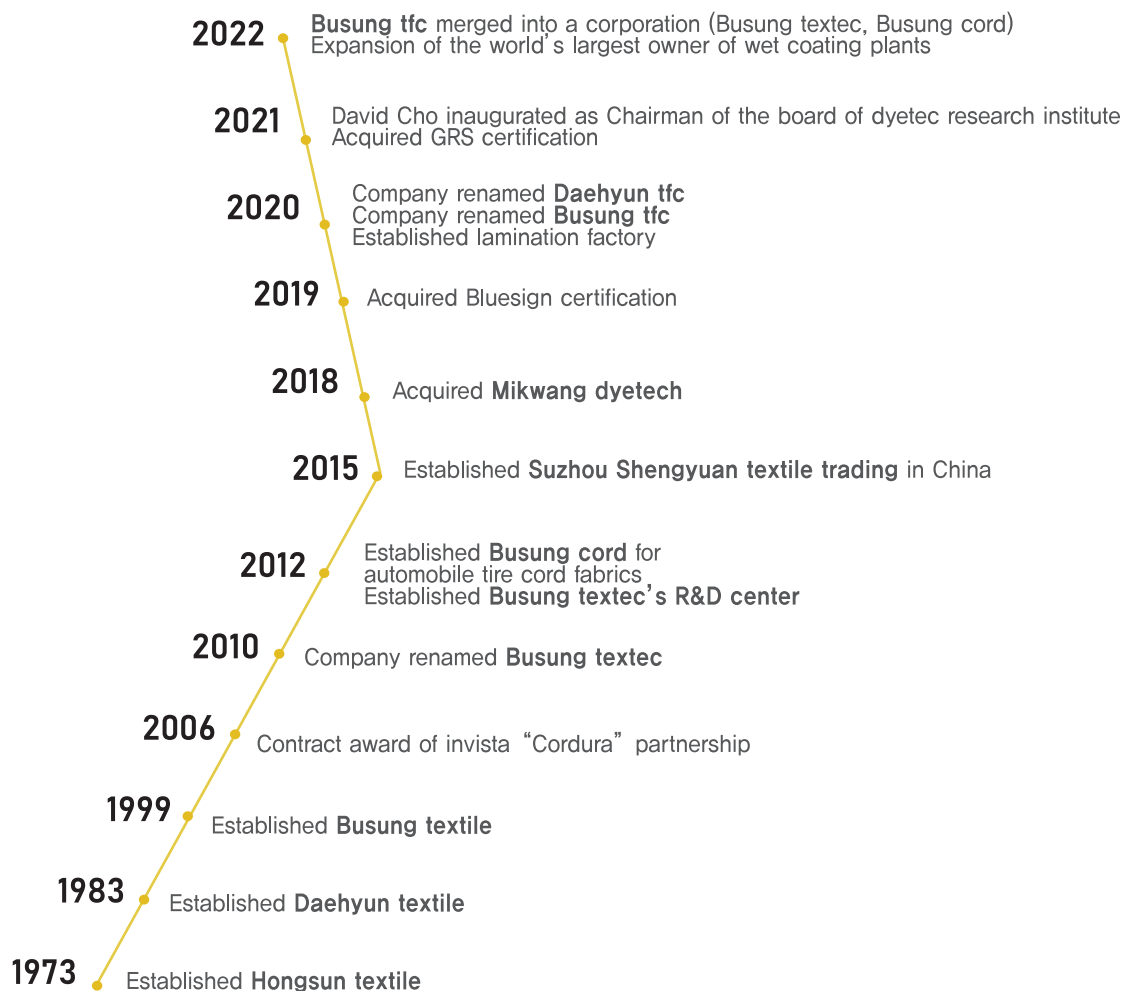 2022
Busung tfc merged into a corporation (Busung textec, Busung cord)
Expansion of the world's largest owner of wet coating plants
2021
David Cho inaugurated as Chairman of the board of dyetec research institute
Acquired GRS certification
2020
Company renamed Daehyun tfc
Company renamed Busung tfc
Established lamination factory
2019
Acquired Bluesign certification
2018
Acquired Mikwang dyetech
2015
Established Suzhou Shengyuan textile trading in China
2012
Established Busung cord for
automobile tire cord fabrics
Established Busung textec's R&D center
2010
Company renamed Busung textec
2006
Contract award of invista “Cordura” partnership
1999
Established Busung textile
1983
Established Daehyun textile
1973
Established Hongsun textile